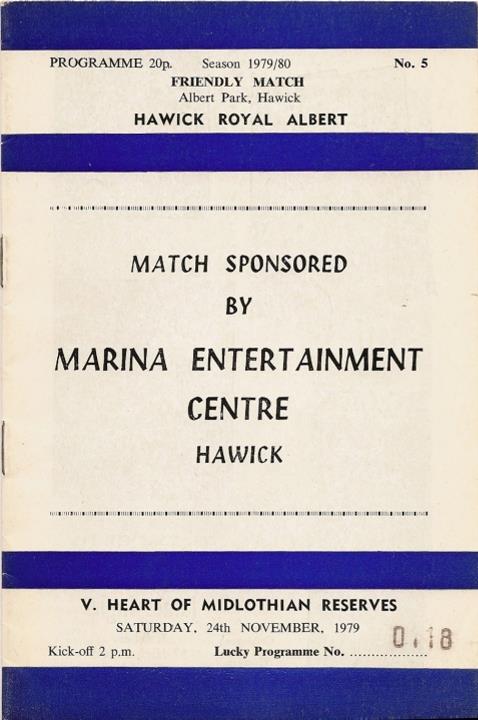 PROGRAMME 20p. Season 1979/80 No. 5
FRIENDLY MATCH
Albert Park, Hawick
HAWICK ROYAL ALBERT
MATCH SPONSORED
BY
MARINA ENTERTAINMENT
CENTRE
HAWICK
V. HEART OF MIDLOTHIAN RESERVES
SATURDAY, 24th NOVEMBER, 1979
Kick-off 2 p.m. Lucky Programme No. ..................